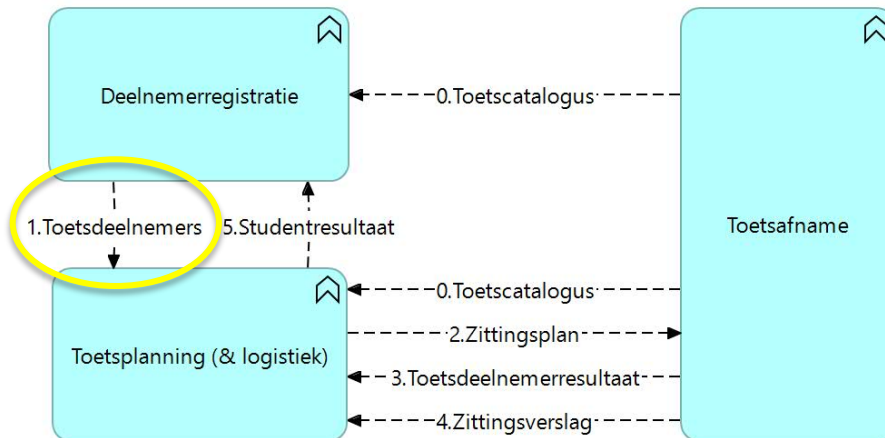 Deelnemerregistratie
0.Toetscatalogus
1.Toetsdeelnemers
5.Studentresultaat
Toetsafname
0.Toetscatalogus
2.Zittingsplan
Toetsplanning (& logistiek)
3.Toetsdeelnemerresultaat
4.Zittingsverslag